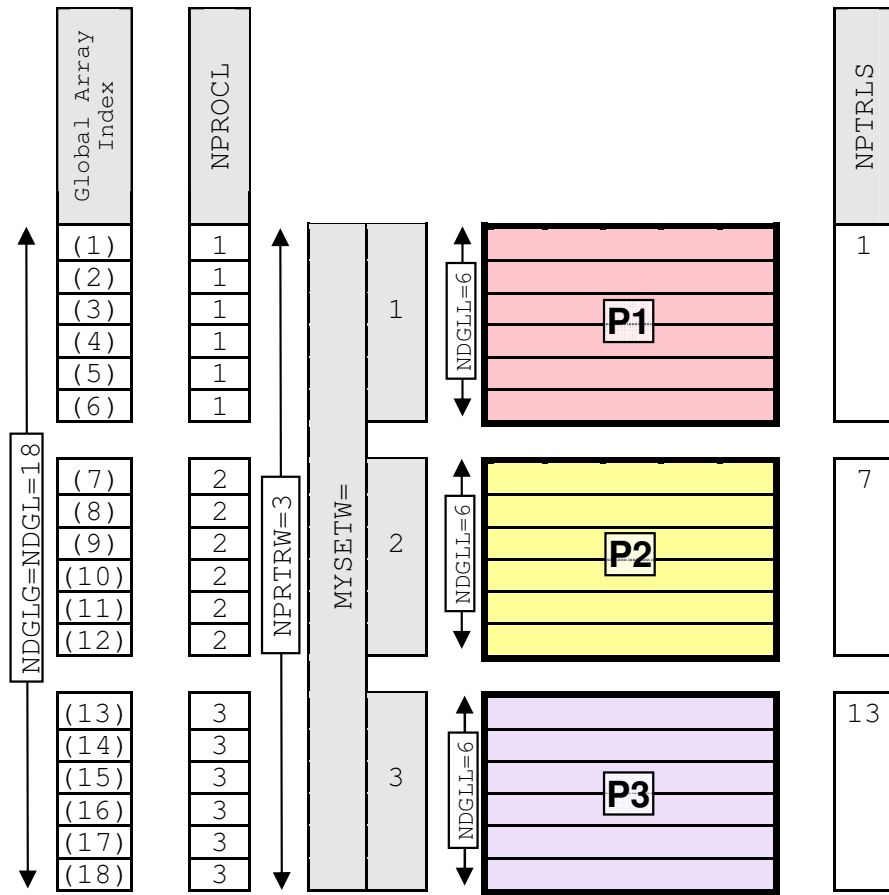 Global Array
Index
NPROCL
NPTRLS
NDGLG=NDGL=18
NPRTRW=3
MYSETW=
(1) 1
(2) 1
(3) 1
(4) 1
(5) 1
(6) 1
1
NDGLL=6
P1
1
(7) 2
(8) 2
(9) 2
(10) 2
(11) 2
(12) 2
2
NDGLL=6
P2
7
(13) 3
(14) 3
(15) 3
(16) 3
(17) 3
(18) 3
3
NDGLL=6
P3
13